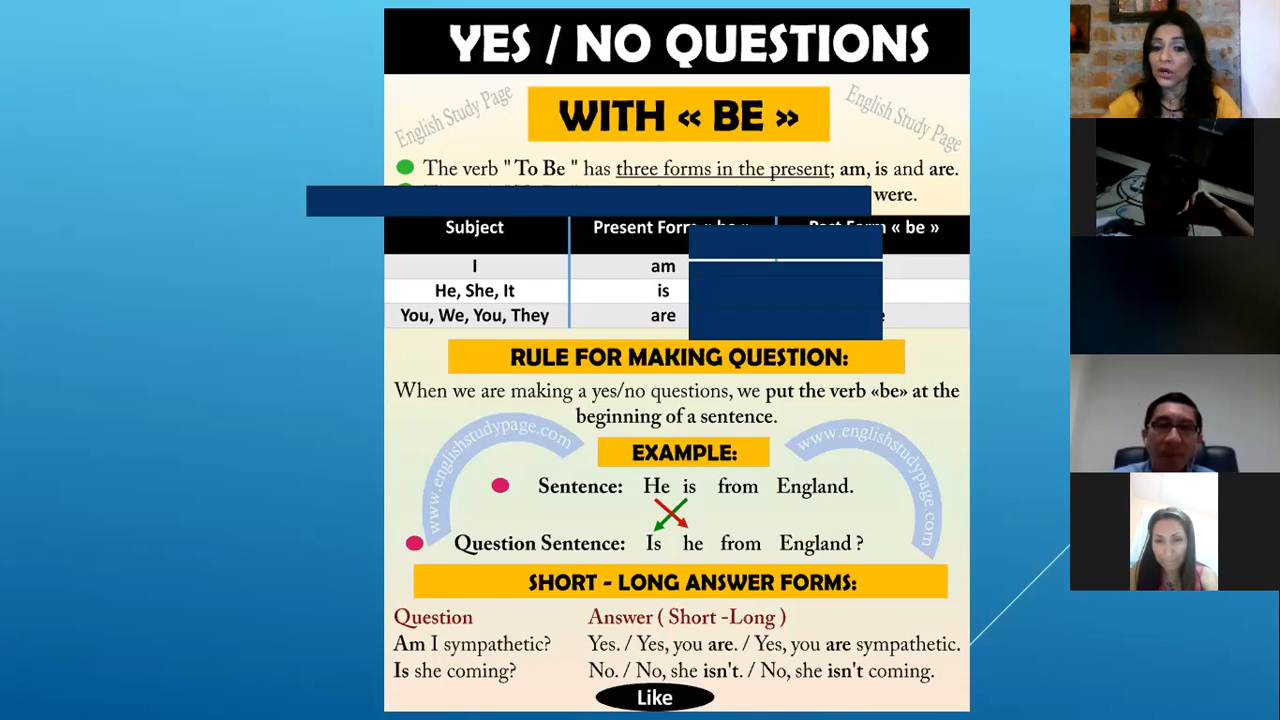 YES / NO QUESTIONS
English Study Page
English Study Page
WITH « BE »
The verb " To Be " has three forms in the present; am, is and are.
were.
Subject Present Form « be » Past Form « be »
I am
He, She, It is
You, We, You, They are
RULE FOR MAKING QUESTION:
When we are making a yes/no questions, we put the verb «be» at the
beginning of a sentence.
www.englishstudypage.com
www.englishstudypage.com
EXAMPLE:
Sentence: He is from England.
Question Sentence: Is he from England ?
SHORT - LONG ANSWER FORMS:
Question Answer ( Short -Long )
Am I sympathetic? Yes. / Yes, you are. / Yes, you are sympathetic.
Is she coming? No. / No, she isn't. / No, she isn't coming.
Like